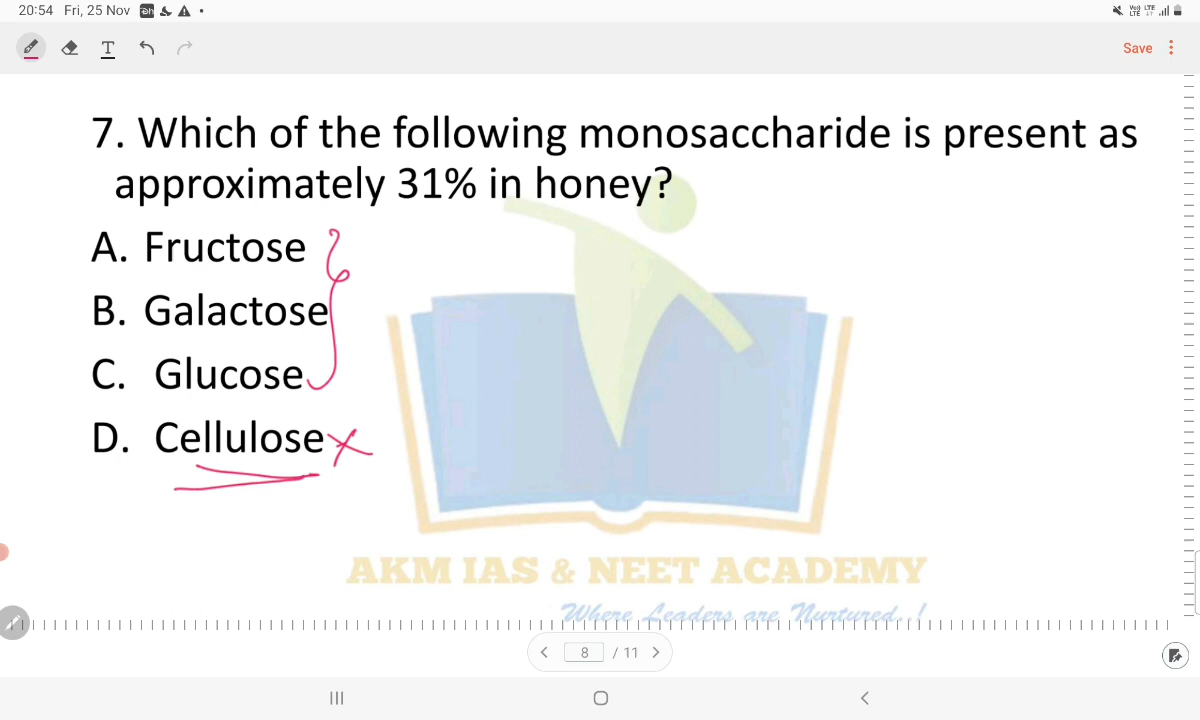 20:54 Fri, 25 Nov
Save
7. Which of the following monosaccharide is present as
approximately 31% in honey?
A. Fructose
B. Galactose
C. Glucose
D. Cellulose
AKM IAS & NEET ACADEMY
Where Leaders are Nurtured..!
8 / 11